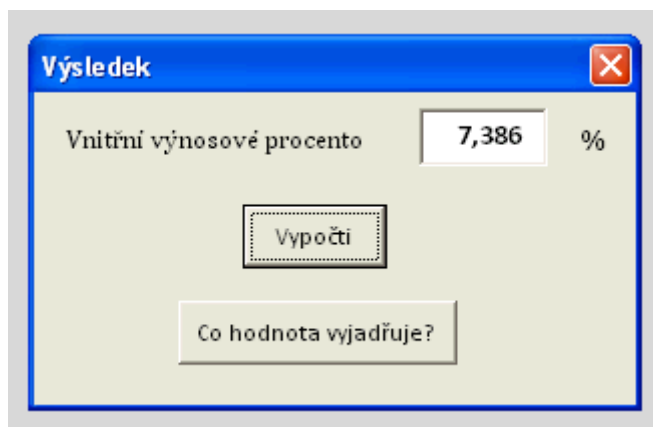 Výsledek
Vnitřní výnosové procento 7,386 %
Vypočti
Co hodnota vyjadřuje?